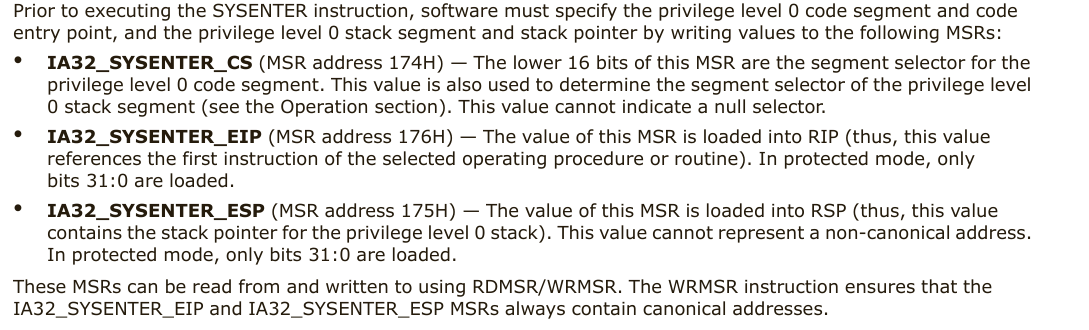 Prior to executing the SYSENTER instruction, software must specify the privilege level 0 code segment and code
entry point, and the privilege level 0 stack segment and stack pointer by writing values to the following MSRs:
• IA32_SYSENTER_CS (MSR address 174H) — The lower 16 bits of this MSR are the segment selector for the
privilege level 0 code segment. This value is also used to determine the segment selector of the privilege level
0 stack segment (see the Operation section). This value cannot indicate a null selector.
• IA32_SYSENTER_EIP (MSR address 176H) — The value of this MSR is loaded into RIP (thus, this value
references the first instruction of the selected operating procedure or routine). In protected mode, only
bits 31:0 are loaded.
• IA32_SYSENTER_ESP (MSR address 175H) — The value of this MSR is loaded into RSP (thus, this value
contains the stack pointer for the privilege level 0 stack). This value cannot represent a non-canonical address.
In protected mode, only bits 31:0 are loaded.
These MSRs can be read from and written to using RDMSR/WRMSR. The WRMSR instruction ensures that the
IA32_SYSENTER_EIP and IA32_SYSENTER_ESP MSRs always contain canonical addresses.